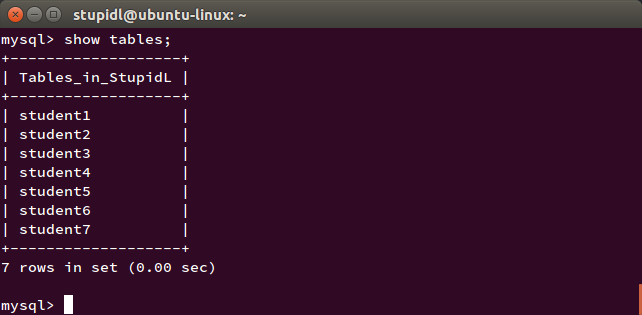 stupidl@ubuntu-linux: ~
mysql> show tables;
+-------------------+
| Tables_in_StupidL |
+-------------------+
| student1          |
| student2          |
| student3          |
| student4          |
| student5          |
| student6          |
| student7          |
+-------------------+
7 rows in set (0.00 sec)
mysql>